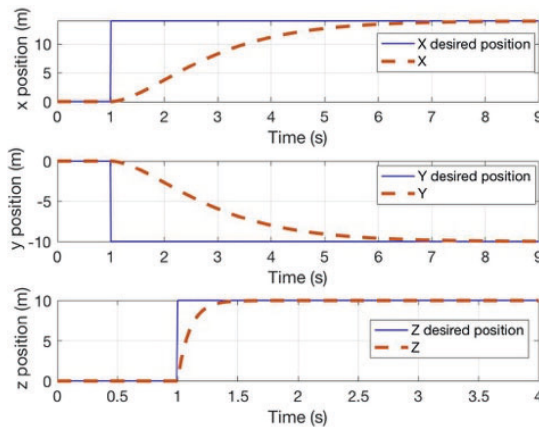 x position (m)
10
5
0
X desired position
X
0 1 2 3 4 5 6 7 8 9
Time (s)
y position (m)
0
-5
-10
Y desired position
Y
0 1 2 3 4 5 6 7 8 9
Time (s)
z position (m)
10
5
0
Z desired position
Z
0 0.5 1 1.5 2 2.5 3 3.5 4
Time (s)